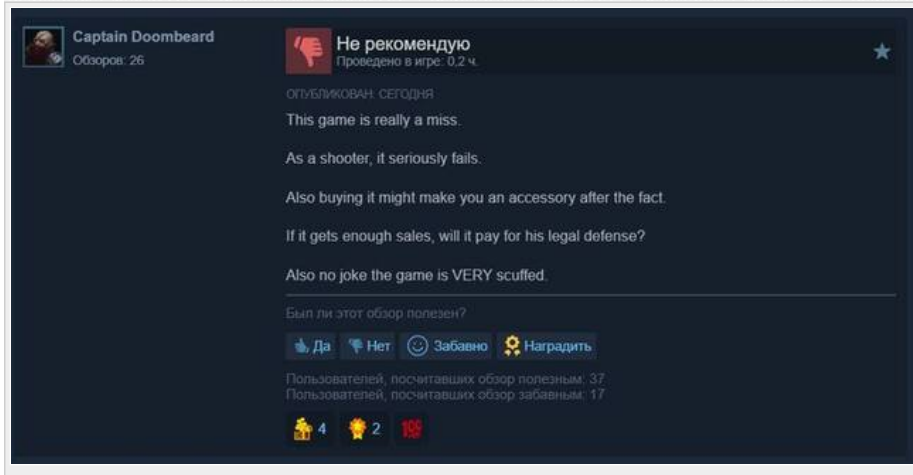 Captain Doombeard
Обзоров: 26
Не рекомендую
Проведено в игре: 0,2 ч.
ОПУБЛИКОВАН: СЕГОДНЯ
This game is really a miss.
As a shooter, it seriously fails.
Also buying it might make you an accessory after the fact.
If it gets enough sales, will it pay for his legal defense?
Also no joke the game is VERY scuffed.
Был ли этот обзор полезен?
Да Нет Забавно Наградить
Пользователей, посчитавших обзор полезным: 37
Пользователей, посчитавших обзор забавным: 17
4 2 100